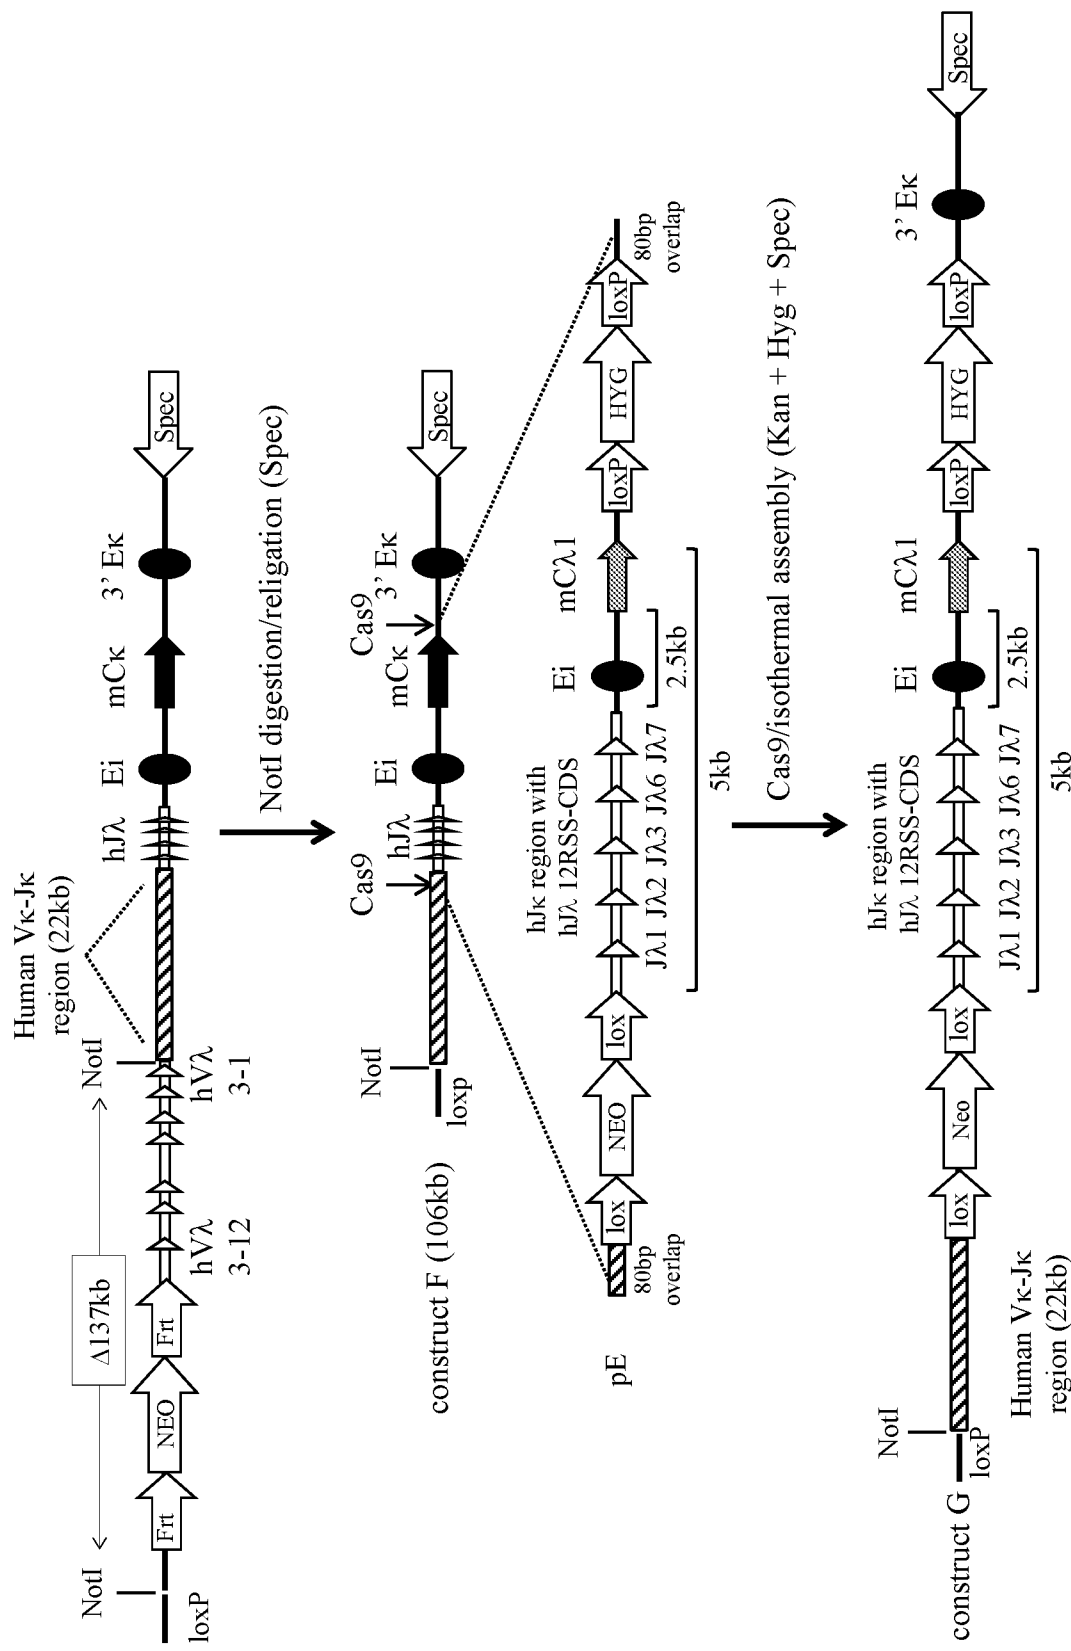 Human Vκ-Jκ
region (22kb)
Δ137kb
NotI
NotI
hJλ
Ei
mCκ
3' Eκ
loxP
Frt
NEO
Frt
Spec
hVλ
3-12
hVλ
3-1
NotI digestion/religation (Spec)
construct F (106kb)
NotI
loxp
Cas9
hJλ
Ei
mCκ
Cas9
3' Eκ
Spec
pE
80bp
overlap
lox
NEO
lox
hJκ region with
hJλ 12RSS-CDS
Jλ1 Jλ2 Jλ3 Jλ6 Jλ7
Ei
mCλ1
2.5kb
5kb
loxP
HYG
loxP
80bp
overlap
Cas9/isothermal assembly (Kan + Hyg + Spec)
construct G
NotI
loxP
Human Vκ-Jκ
region (22kb)
lox
Neo
lox
hJκ region with
hJλ 12RSS-CDS
Jλ1 Jλ2 Jλ3 Jλ6 Jλ7
Ei
mCλ1
2.5kb
5kb
loxP
HYG
loxP
3' Eκ
Spec